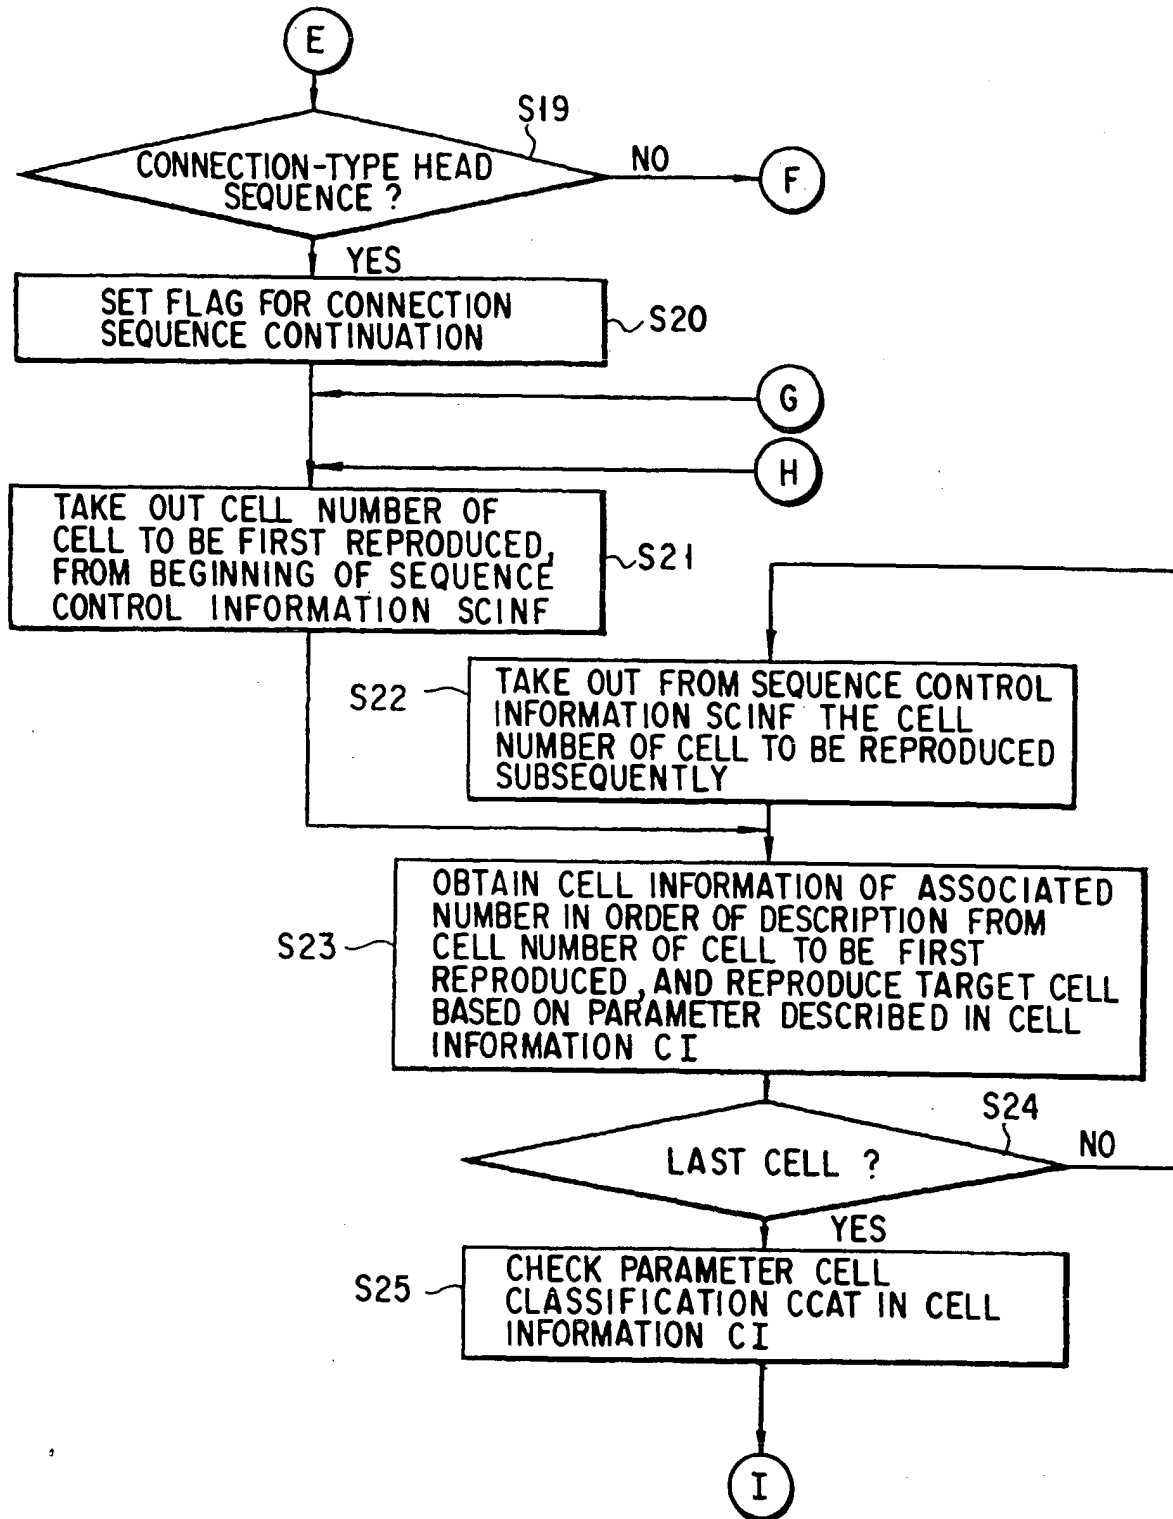 E
S19
CONNECTION-TYPE HEAD
SEQUENCE ?
NO
F
YES
SET FLAG FOR CONNECTION
SEQUENCE CONTINUATION
S20
G
H
TAKE OUT CELL NUMBER OF
CELL TO BE FIRST REPRODUCED,
FROM BEGINNING OF SEQUENCE
CONTROL INFORMATION SCINF
S21
S22
TAKE OUT FROM SEQUENCE CONTROL
INFORMATION SCINF THE CELL
NUMBER OF CELL TO BE REPRODUCED
SUBSEQUENTLY
S23
OBTAIN CELL INFORMATION OF ASSOCIATED
NUMBER IN ORDER OF DESCRIPTION FROM
CELL NUMBER OF CELL TO BE FIRST
REPRODUCED, AND REPRODUCE TARGET CELL
BASED ON PARAMETER DESCRIBED IN CELL
INFORMATION CI
S24
LAST CELL ?
NO
YES
S25
CHECK PARAMETER CELL
CLASSIFICATION CCAT IN CELL
INFORMATION CI
I